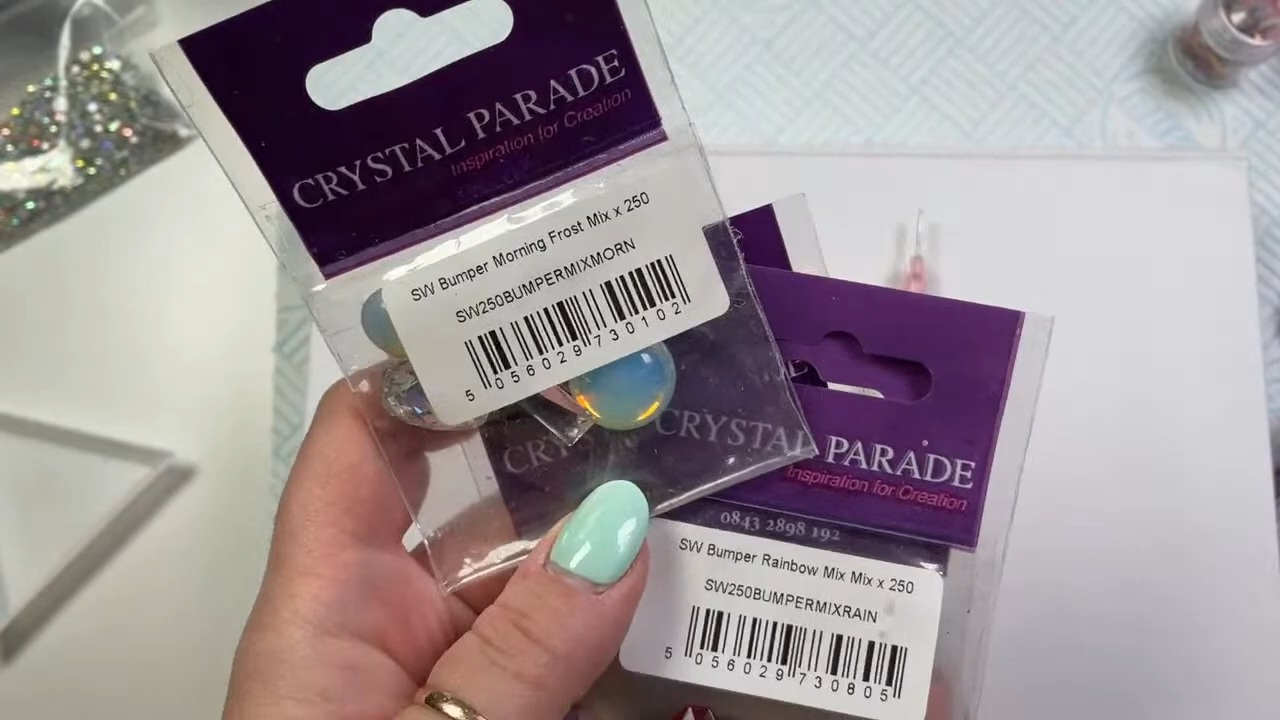 CRYSTAL PARADE
Inspiration for Creation
SW Bumper Morning Frost Mix x 250
SW250BUMPERMIXMORN
5 056029 730102
CRYSTAL PARADE
CRYSTAL PARADE
Inspiration for Creation
0843 2898 192
SW Bumper Rainbow Mix Mix x 250
SW250BUMPERMIXRAIN
5 056029 730805